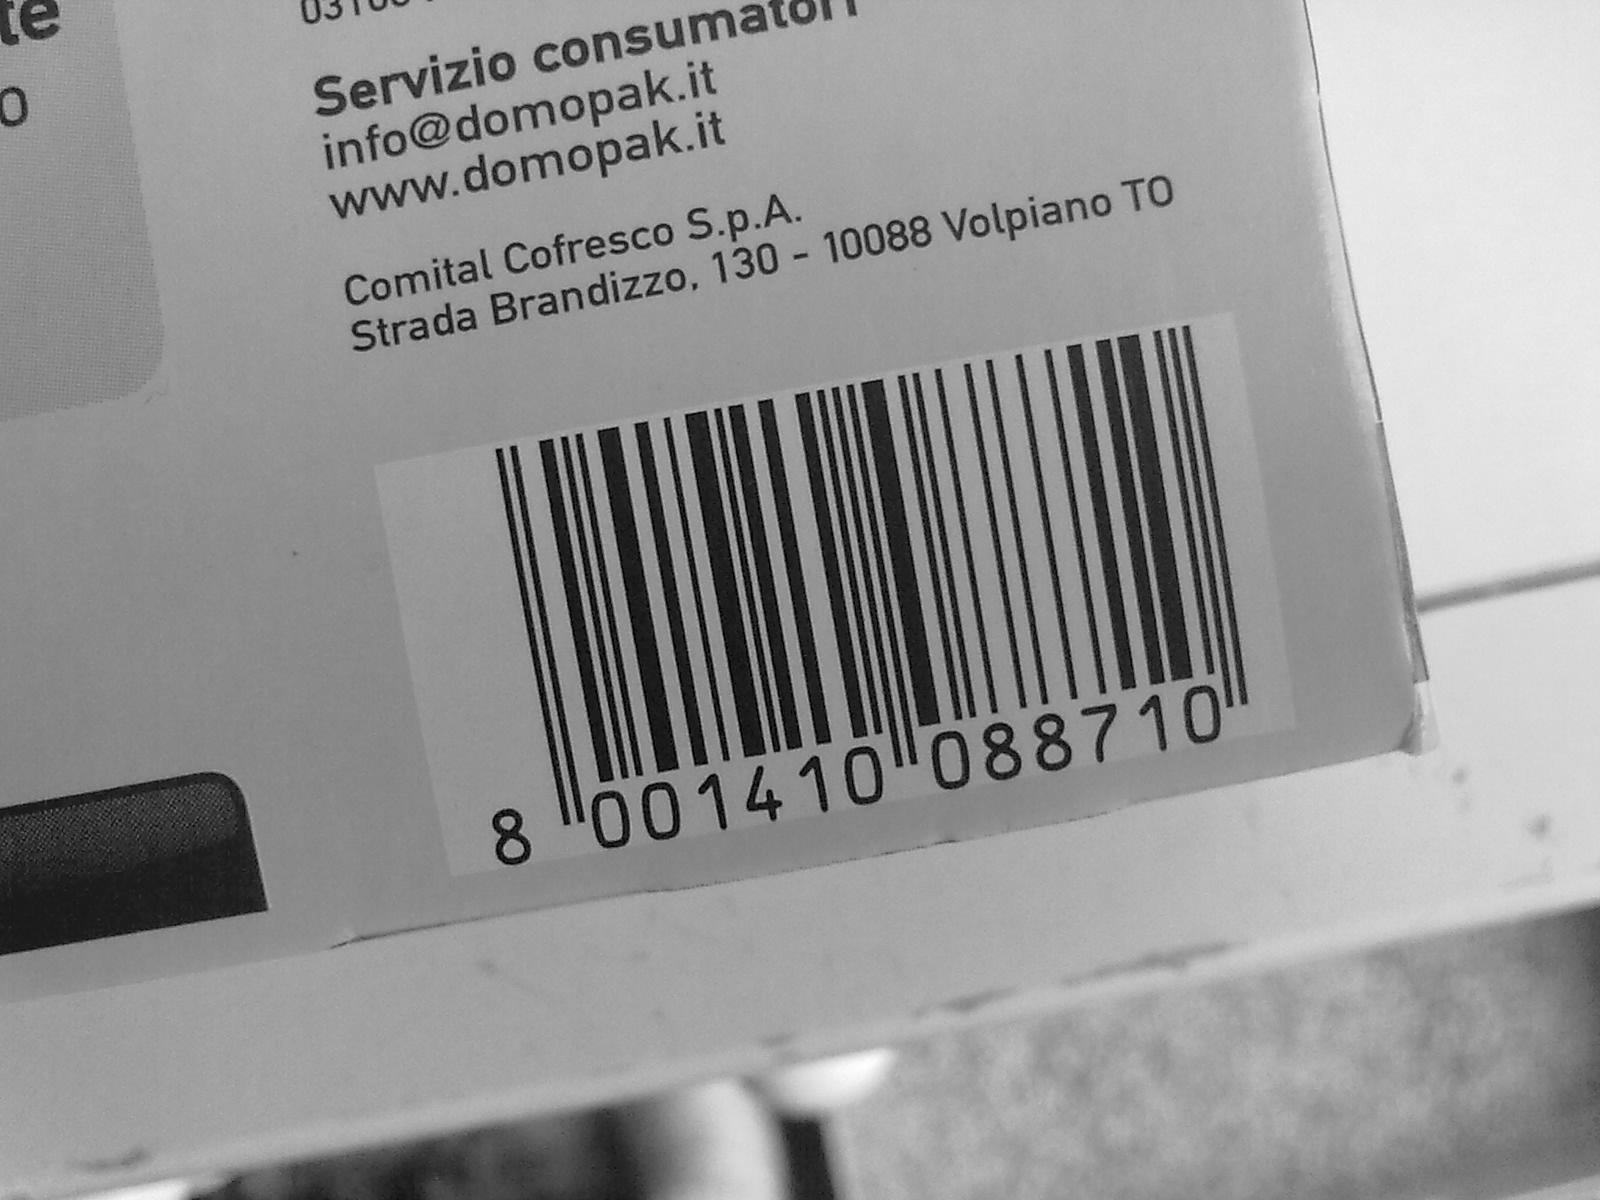 te
o
Servizio consumatori
info@domopak.it
www.domopak.it
Comital Cofresco S.p.A.
Strada Brandizzo, 130 - 10088 Volpiano TO
8 001410 088710